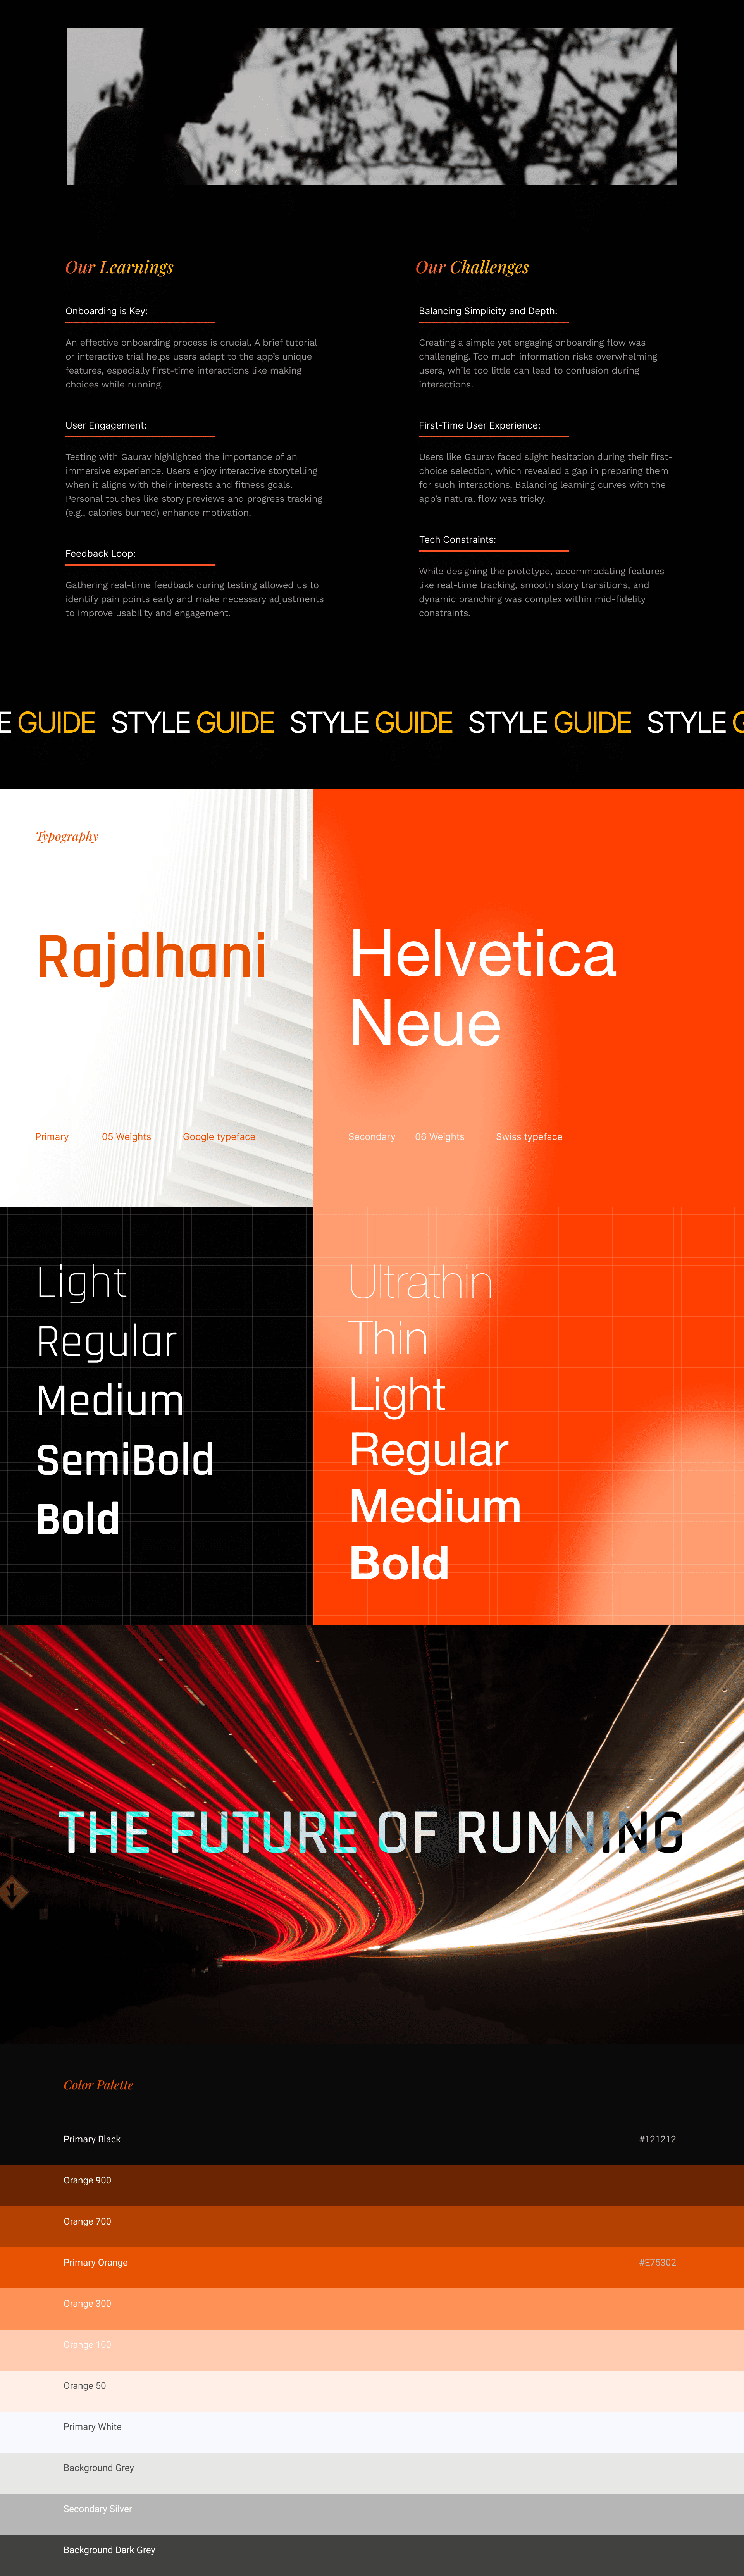 Our Learnings
Onboarding is Key:
An effective onboarding process is crucial. A brief tutorial
or interactive trial helps users adapt to the app's unique
features, especially first-time interactions like making
choices while running.
User Engagement:
Testing with Gaurav highlighted the importance of an
immersive experience. Users enjoy interactive storytelling
when it aligns with their interests and fitness goals.
Personal touches like story previews and progress tracking
(e.g., calories burned) enhance motivation.
Feedback Loop:
Gathering real-time feedback during testing allowed us to
identify pain points early and make necessary adjustments
to improve usability and engagement.
Our Challenges
Balancing Simplicity and Depth:
Creating a simple yet engaging onboarding flow was
challenging. Too much information risks overwhelming
users, while too little can lead to confusion during
interactions.
First-Time User Experience:
Users like Gaurav faced slight hesitation during their first-
choice selection, which revealed a gap in preparing them
for such interactions. Balancing learning curves with the
app's natural flow was tricky.
Tech Constraints:
While designing the prototype, accommodating features
like real-time tracking, smooth story transitions, and
dynamic branching was complex within mid-fidelity
constraints.
E GUIDE STYLE GUIDE STYLE GUIDE STYLE GUIDE STYLE G
Typography
Rajdhani
Primary 05 Weights Google typeface
Helvetica
Neue
Secondary 06 Weights Swiss typeface
Light
Regular
Medium
SemiBold
Bold
Ultrathin
Thin
Light
Regular
Medium
Bold
THE FUTURE OF RUNNING
Color Palette
Primary Black #121212
Orange 900
Orange 700
Primary Orange #E75302
Orange 300
Orange 100
Orange 50
Primary White
Background Grey
Secondary Silver
Background Dark Grey